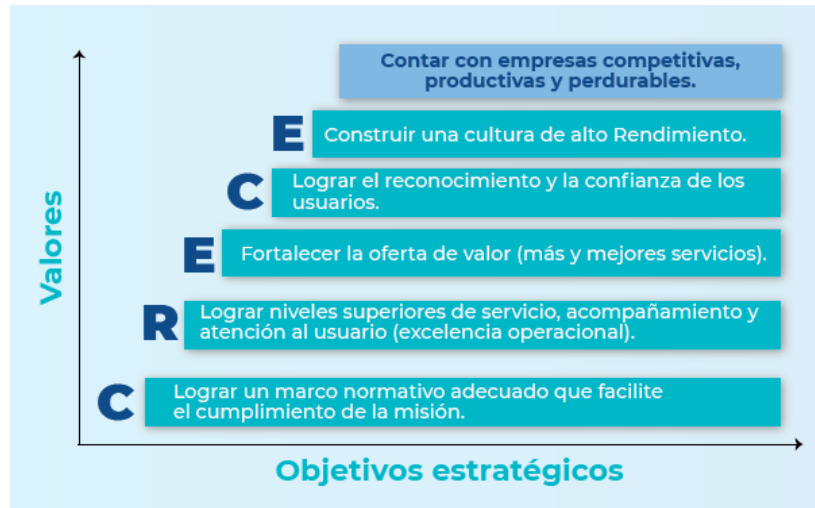 Contar con empresas competitivas,
productivas y perdurables.
E
Construir una cultura de alto Rendimiento.
C
Lograr el reconocimiento y la confianza de los
usuarios.
E
Fortalecer la oferta de valor (más y mejores servicios).
R
Lograr niveles superiores de servicio, acompañamiento y
atención al usuario (excelencia operacional).
C
Lograr un marco normativo adecuado que facilite
el cumplimiento de la misión.
Valores
Objetivos estratégicos